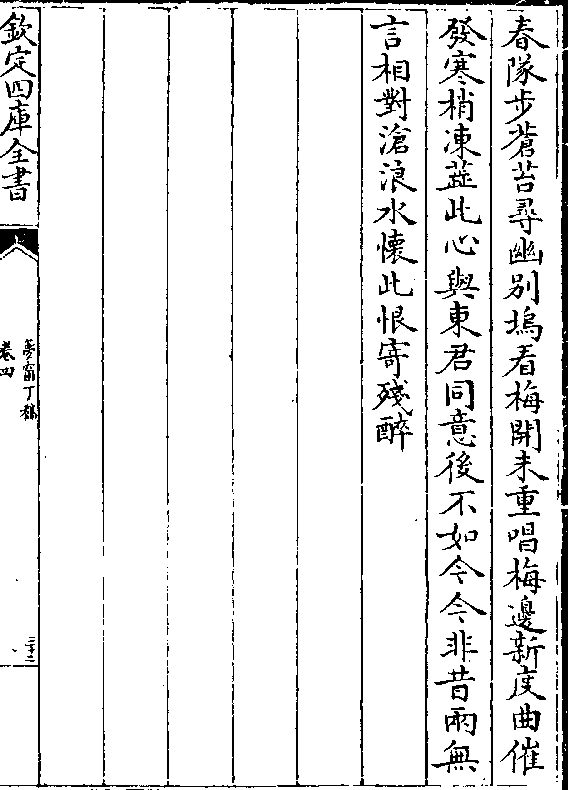 春隊步蒼苔尋幽别塢看梅開未重唱梅邊新度曲催
發寒梢凍蕋此心與東君同意後不如今今非昔兩無
言相對滄浪水懷此恨寄殘醉
欽定四庫全書
夢窗丁稿
卷四
三十二